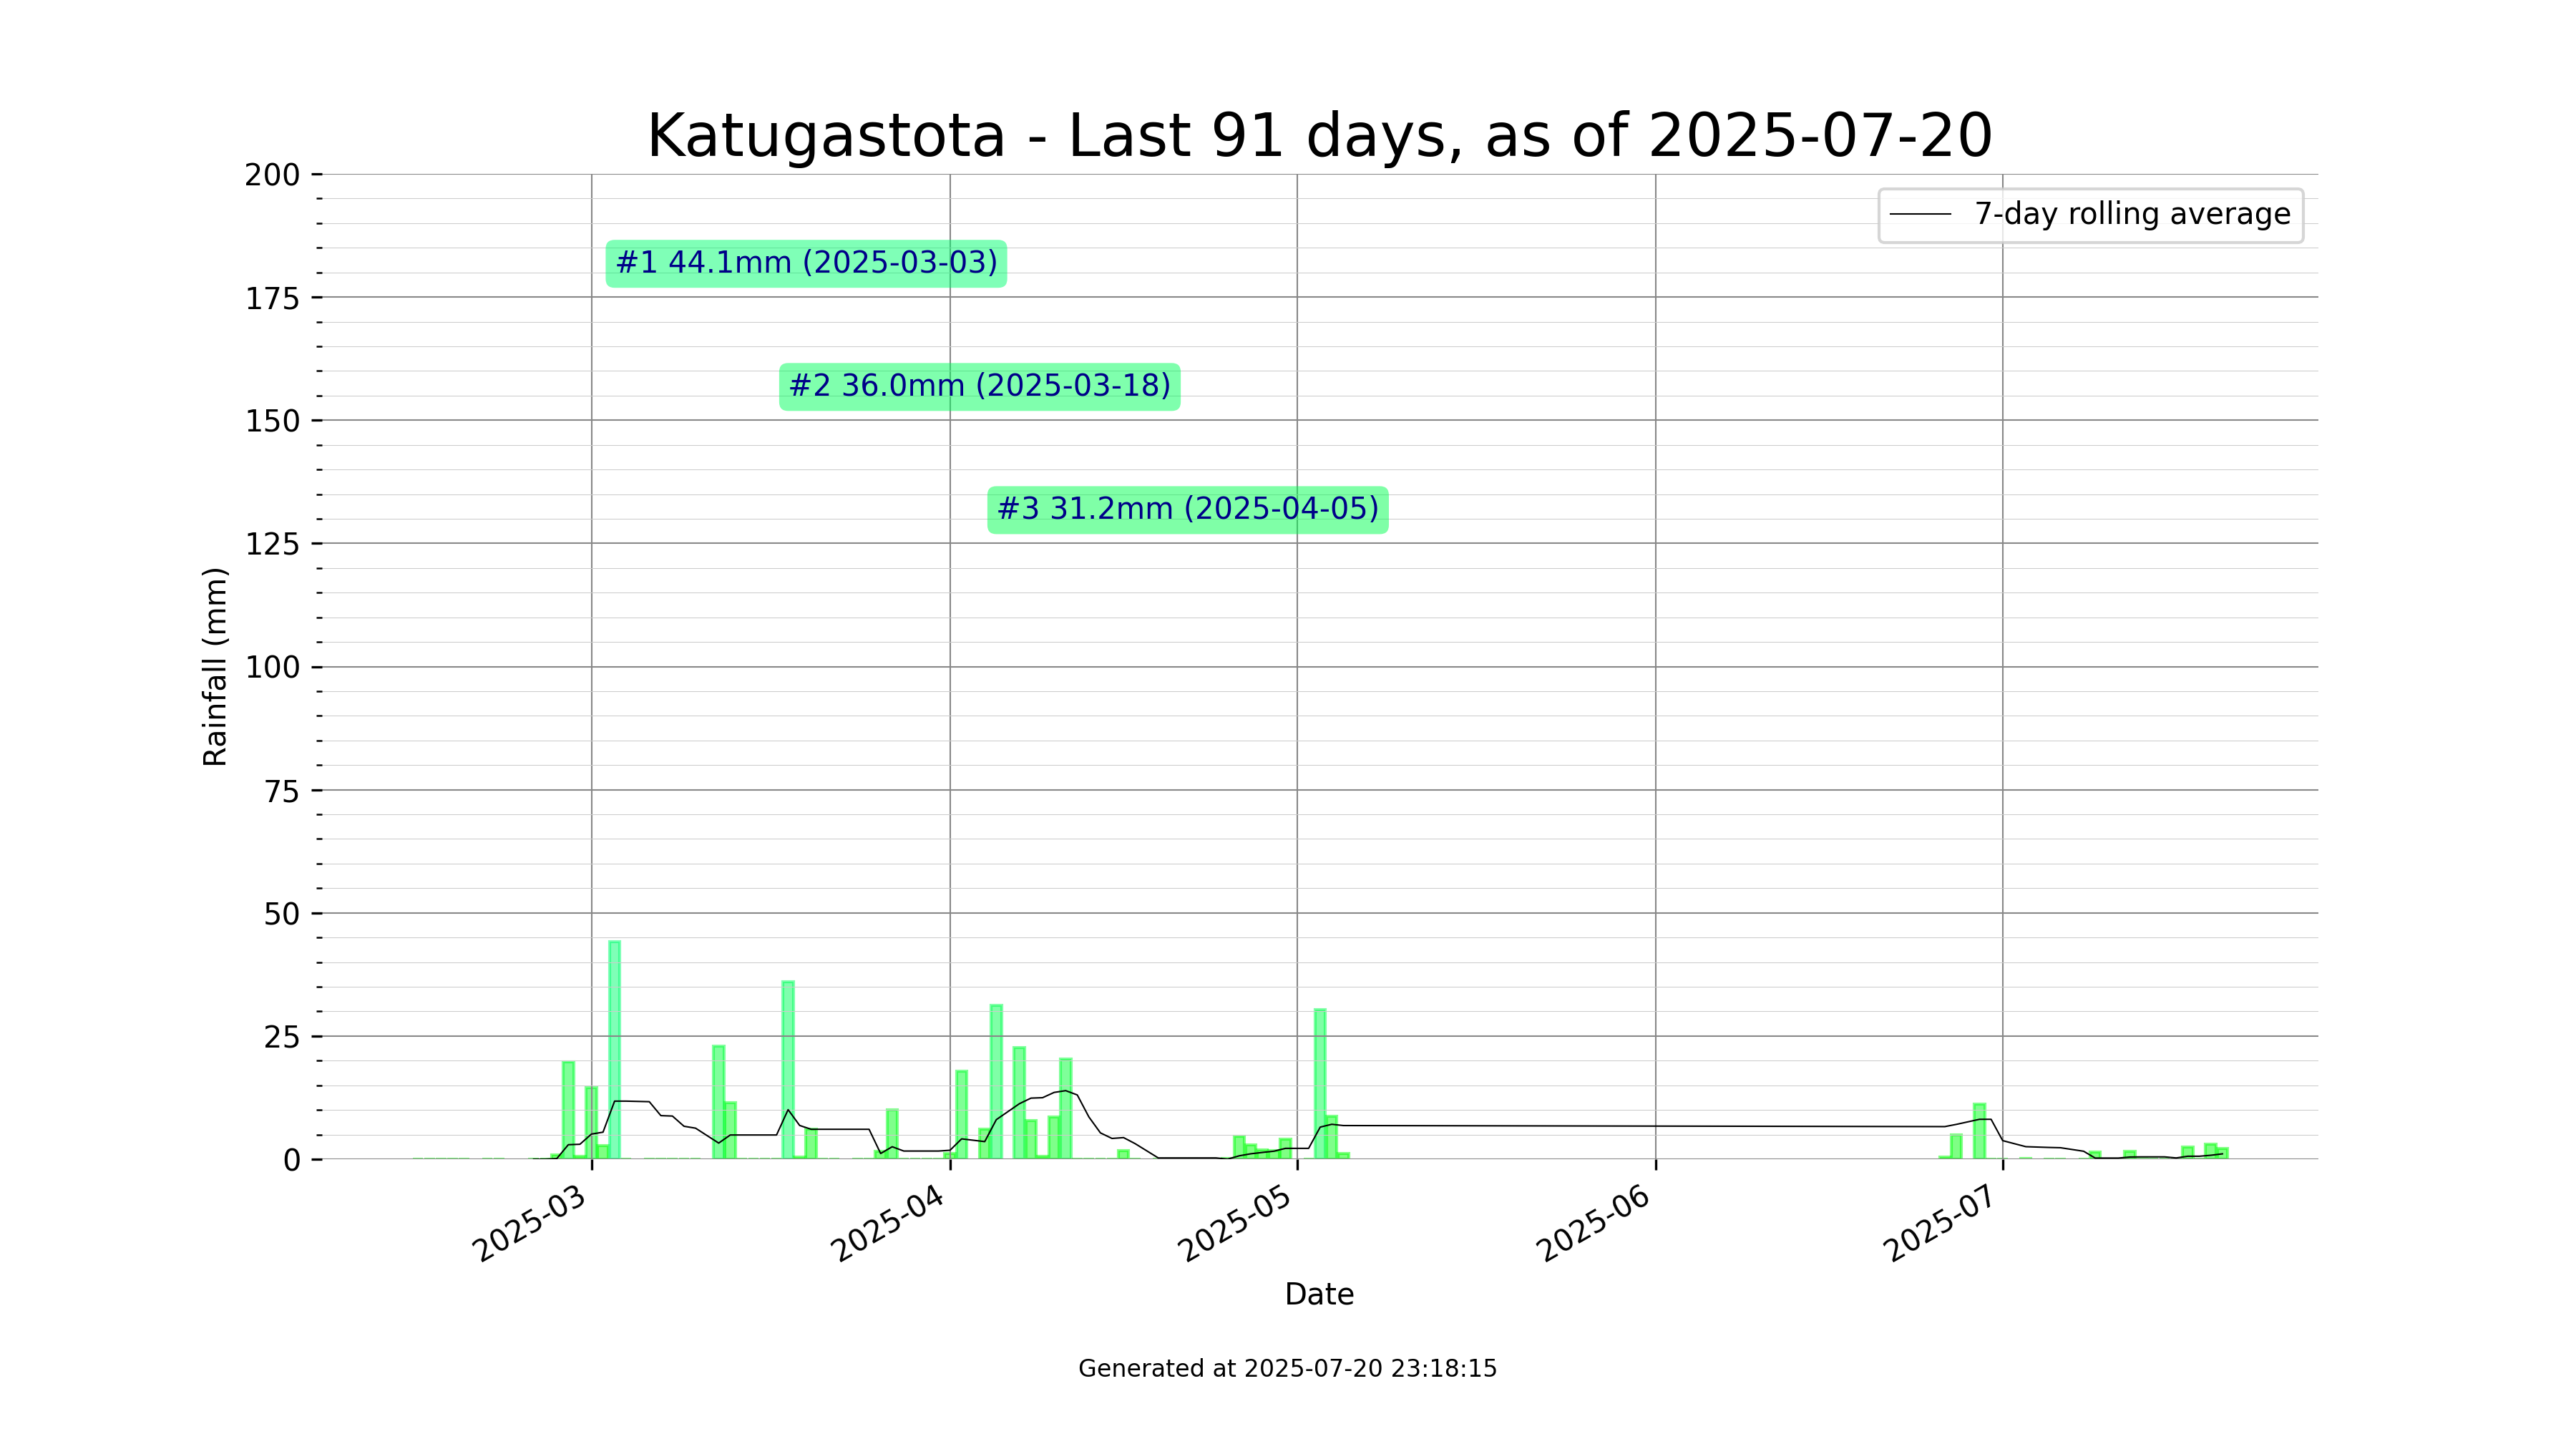 Katugastota - Last 91 days, as of 2025-07-20
7-day rolling average
#1 44.1mm (2025-03-03)
#2 36.0mm (2025-03-18)
#3 31.2mm (2025-04-05)
Rainfall (mm)
200
175
150
125
100
75
50
25
0
2025-03
2025-04
2025-05
2025-06
2025-07
Date
Generated at 2025-07-20 23:18:15